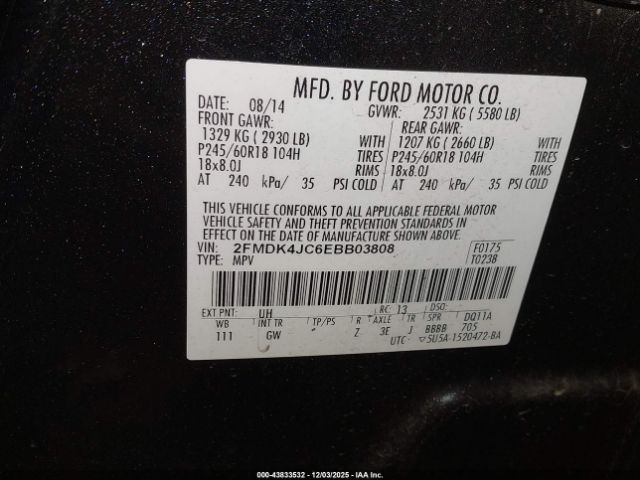 MFD. BY FORD MOTOR CO.
DATE: 08/14 GVWR: 2531 KG ( 5580 LB)
FRONT GAWR: REAR GAWR:
1329 KG ( 2930 LB) WITH 1207 KG ( 2660 LB) WITH
P245/60R18 104H TIRES P245/60R18 104H TIRES
18x8.0J RIMS 18x8.0J RIMS
AT 240 kPa/ 35 PSI COLD AT 240 kPa/ 35 PSI COLD
THIS VEHICLE CONFORMS TO ALL APPLICABLE FEDERAL MOTOR
VEHICLE SAFETY AND THEFT PREVENTION STANDARDS IN
EFFECT ON THE DATE OF MANUFACTURE SHOWN ABOVE.
VIN: 2FMDK4JC6EBB03808 F0175
TYPE: MPV T0238
EXT PNT: UH RC: 13 DSO:
WB INT TR TP/PS R AXLE TR SPR DQ11A
111 GW Z 3E J BBBB 705
UTC 5U5A-1520472-BA
000-43833532 - 12/03/2025 - IAA Inc.